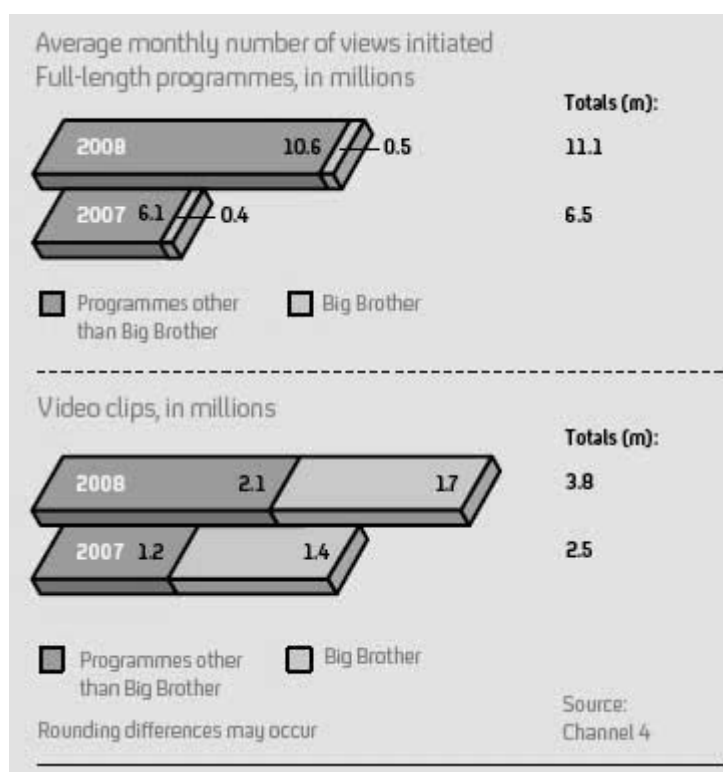 Average monthly number of views initiated
Full-length programmes, in millions
Totals (m):
2008 10.6 0.5 11.1
2007 6.1 0.4 6.5
Programmes other than Big Brother
Big Brother
Video clips, in millions
Totals (m):
2008 2.1 1.7 3.8
2007 1.2 1.4 2.5
Programmes other than Big Brother
Big Brother
Rounding differences may occur
Source:
Channel 4